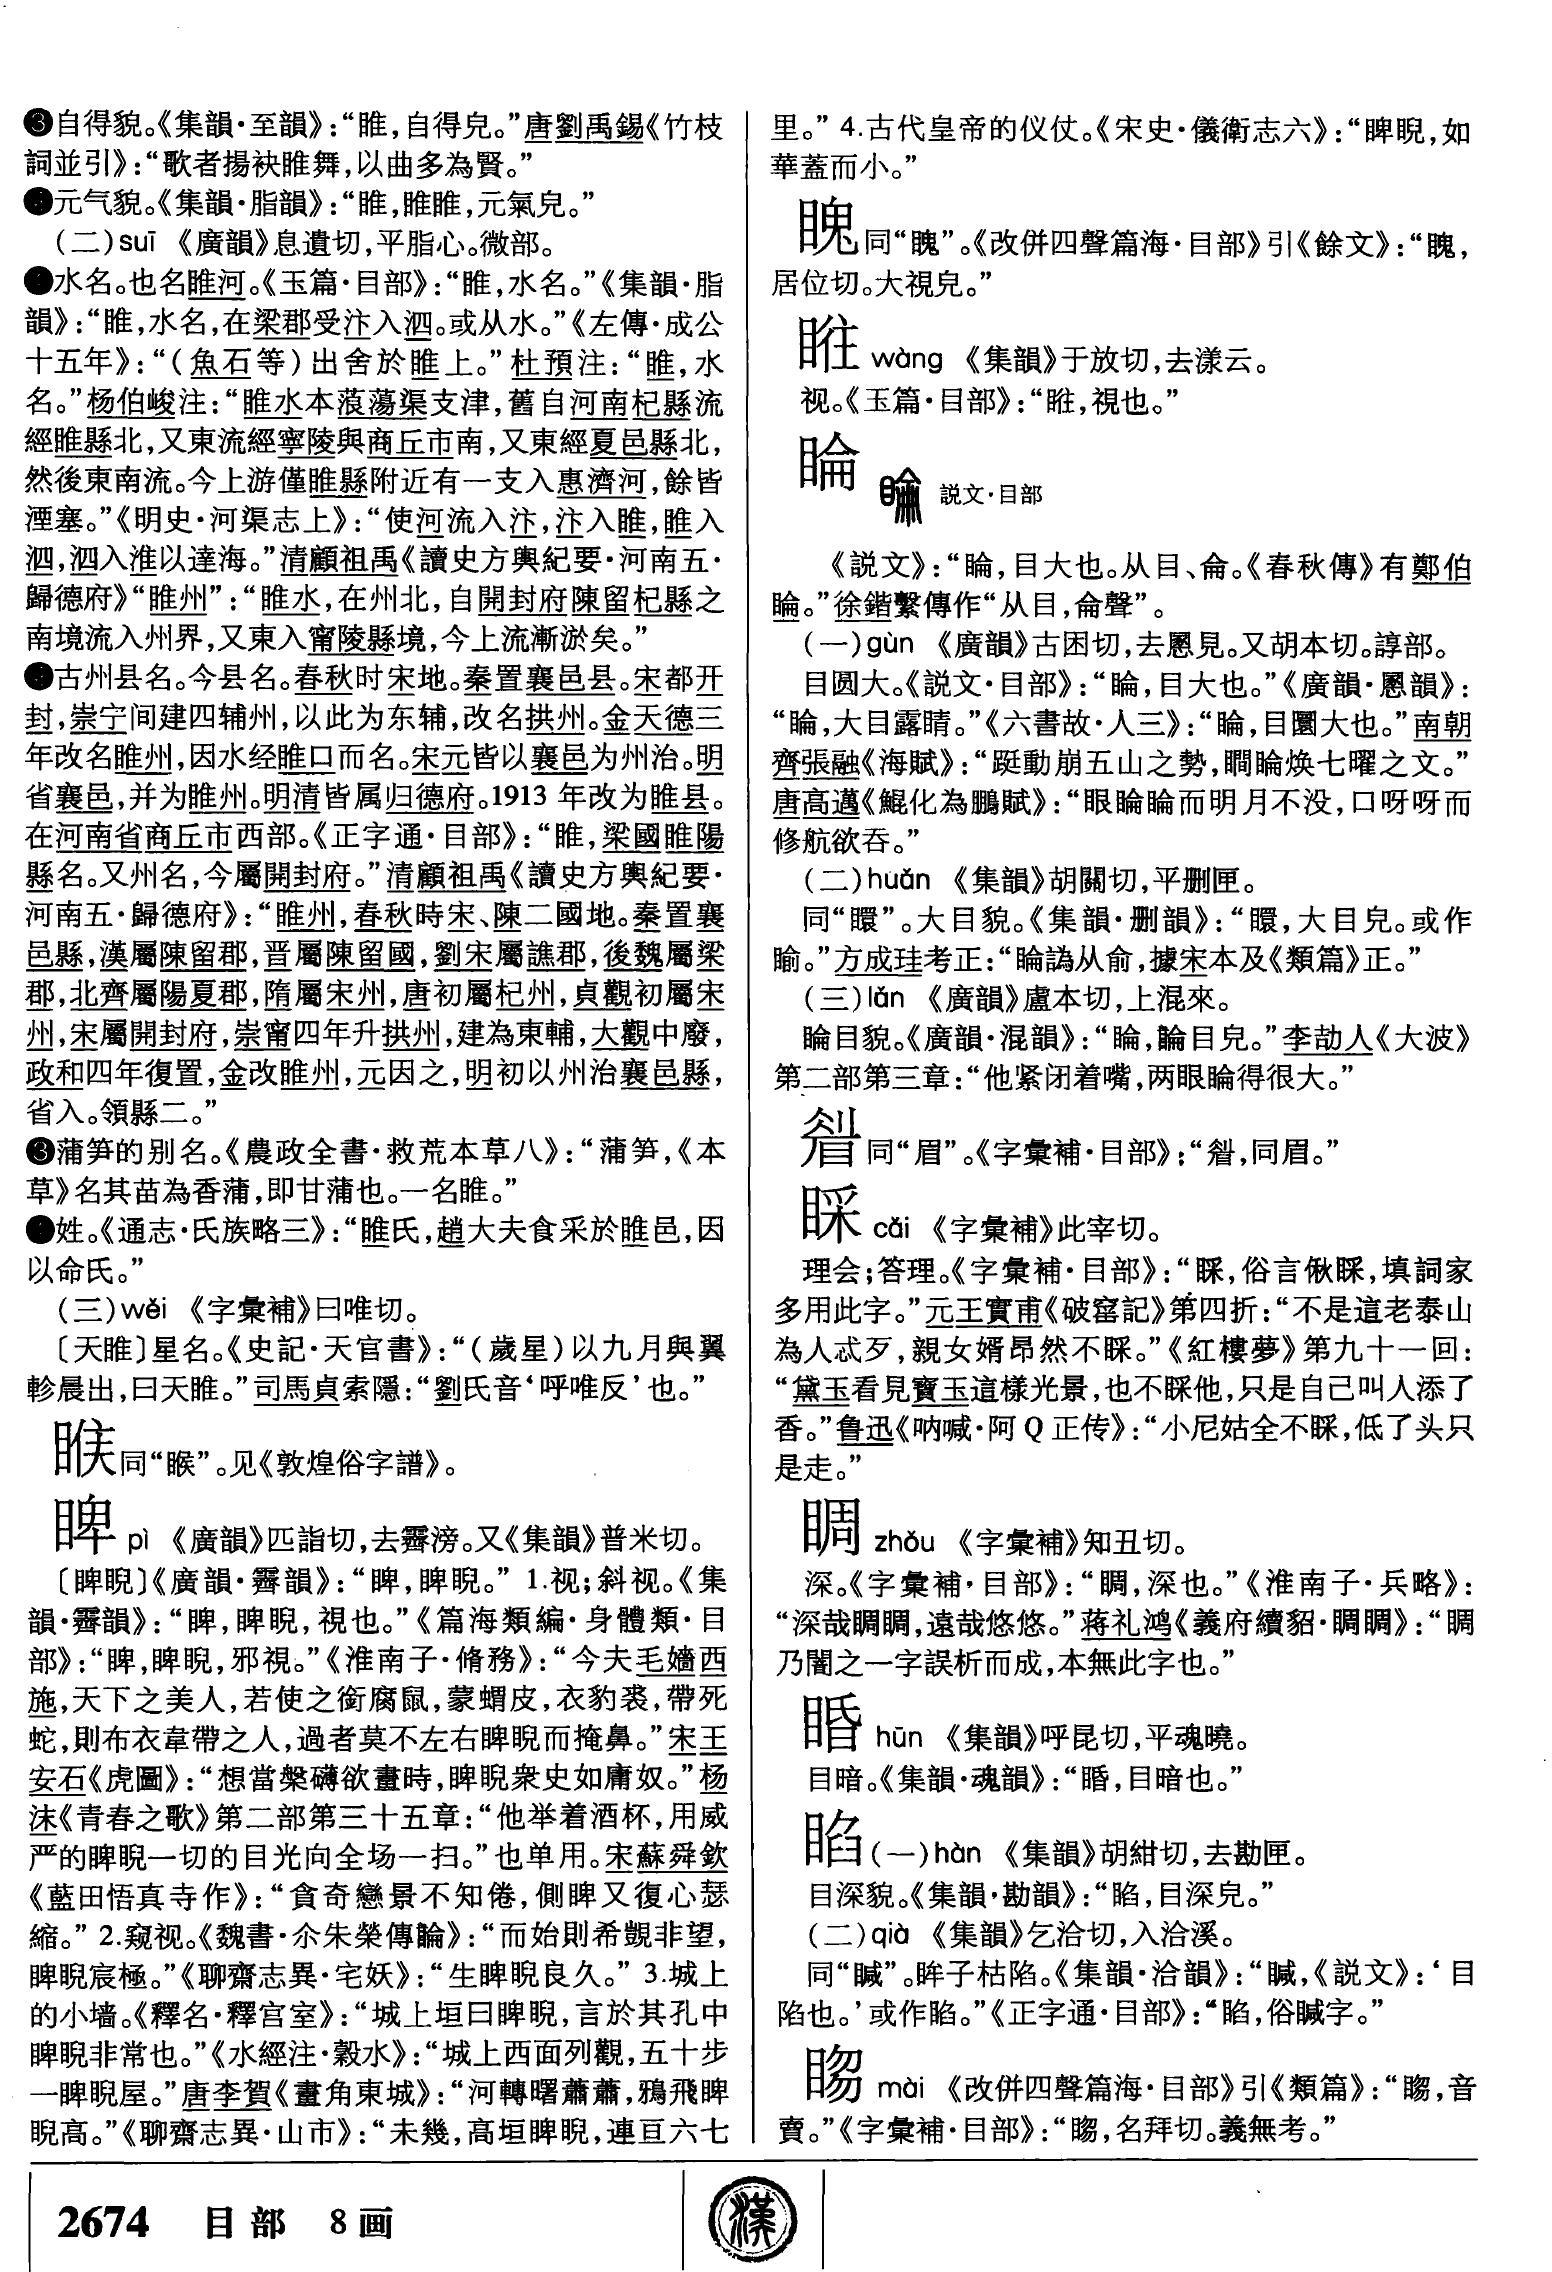 ❸自得貌。《集韻·至韻》：“睢，自得皃。”唐劉禹錫《竹枝
詞並引》：“歌者揚袂睢舞，以曲多為賢。”
元气貌。《集韻·脂韻》：“睢，睢睢，元氣皃。”
(二)suī 《廣韻》息遺切，平脂心。微部。
水名。也名睢河。《玉篇·目部》：“睢，水名。”《集韻·脂
韻》：“睢，水名，在梁郡受汴入泗。或从水。”《左傳·成公
十五年》：“(魚石等)出舍於睢上。”杜預注：“睢，水
名。”杨伯峻注：“睢水本蒗蕩渠支津，舊自河南杞縣流
經睢縣北，又東流經寧陵與商丘市南，又東經夏邑縣北，
然後東南流。今上游僅睢縣附近有一支入惠濟河，餘皆
湮塞。”《明史·河渠志上》：“使河流入汴，汴入睢，睢入
泗，泗入淮以達海。”清顧祖禹《讀史方輿紀要·河南五·
歸德府》“睢州”：“睢水，在州北，自開封府陳留杞縣之
南境流入州界，又東入甯陵縣境，今上流漸淤矣。”
古州县名。今县名。春秋时宋地。秦置襄邑县。宋都开
封，崇宁间建四辅州，以此为东辅，改名拱州。金天德三
年改名睢州，因水经睢口而名。宋元皆以襄邑为州治。明
省襄邑，并为睢州。明清皆属归德府。1913 年改为睢县。
在河南省商丘市西部。《正字通·目部》：“睢，梁國睢陽
縣名。又州名，今屬開封府。”清顧祖禹《讀史方輿紀要·
河南五·歸德府》：“睢州，春秋時宋、陳二國地。秦置襄
邑縣，漢屬陳留郡，晋屬陳留國，劉宋屬譙郡，後魏屬梁
郡，北齊屬陽夏郡，隋屬宋州，唐初屬杞州，貞觀初屬宋
州，宋屬開封府，崇甯四年升拱州，建為東輔，大觀中廢，
政和四年復置，金改睢州，元因之，明初以州治襄邑縣，
省入。領縣二。”
❸蒲笋的别名。《農政全書·救荒本草八》：“蒲笋，《本
草》名其苗為香蒲，即甘蒲也。一名睢。”
姓。《通志·氏族略三》：“睢氏，趙大夫食采於睢邑，因
以命氏。”
(三)wěi 《字彙補》曰唯切。
〔天睢〕星名。《史記·天官書》：“(歲星)以九月與翼
軫晨出，曰天睢。”司馬貞索隱：“劉氏音‘呼唯反’也。”
同“睺”。见《敦煌俗字譜》。
睥 pì 《廣韻》匹詣切，去霽滂。又《集韻》普米切。
〔睥睨〕《廣韻·霽韻》：“睥，睥睨。” 1.视；斜视。《集
韻·霽韻》：“睥，睥睨，視也。”《篇海類編·身體類·目
部》：“睥，睥睨，邪視。”《淮南子·脩務》：“今夫毛嬙西
施，天下之美人，若使之銜腐鼠，蒙蝟皮，衣豹裘，帶死
蛇，則布衣韋帶之人，過者莫不左右睥睨而掩鼻。”宋王
安石《虎圖》：“想當槃礴欲畫時，睥睨衆史如庸奴。”杨
沫《青春之歌》第二部第三十五章：“他举着酒杯，用威
严的睥睨一切的目光向全场一扫。”也单用。宋蘇舜欽
《藍田悟真寺作》：“貪奇戀景不知倦，側睥又復心瑟
縮。” 2.窺视。《魏書·尒朱榮傳論》：“而始則希覬非望，
睥睨宸極。”《聊齋志異·宅妖》：“生睥睨良久。” 3.城上
的小墙。《釋名·釋宫室》：“城上垣曰睥睨，言於其孔中
睥睨非常也。”《水經注·穀水》：“城上西面列觀，五十步
一睥睨屋。”唐李賀《畫角東城》：“河轉曙蕭蕭，鴉飛睥
睨高。”《聊齋志異·山市》：“未幾，高垣睥睨，連亘六七
里。” 4.古代皇帝的仪仗。《宋史·儀衛志六》：“睥睨，如
華蓋而小。”
同“䁛”。《改併四聲篇海·目部》引《餘文》：“䁛，
居位切。大視皃。”
暀 wàng 《集韻》于放切，去漾云。
视。《玉篇·目部》：“暀，視也。”
睔 説文·目部
《説文》：“睔，目大也。从目、侖。《春秋傳》有鄭伯
睔。”徐鍇繫傳作“从目，侖聲”。
(一)gùn 《廣韻》古困切，去慁見。又胡本切。諄部。
目圆大。《説文·目部》：“睔，目大也。”《廣韻·慁韻》：
“睔，大目露睛。”《六書故·人三》：“睔，目圜大也。”南朝
齊張融《海賦》：“踸動崩五山之勢，瞷睔焕七曜之文。”
唐高邁《鯤化為鵬賦》：“眼睔睔而明月不没，口呀呀而
修航欲吞。”
(二)huǎn 《集韻》胡關切，平删匣。
同“瞏”。大目貌。《集韻·删韻》：“瞏，大目皃。或作
睮。”方成珪考正：“睔譌从俞，據宋本及《類篇》正。”
(三)lǎn 《廣韻》盧本切，上混來。
睔目貌。《廣韻·混韻》：“睔，睔目皃。”李劼人《大波》
第二部第三章：“他紧闭着嘴，两眼睔得很大。”
同“眉”。《字彙補·目部》：“，同眉。”
睬 cǎi 《字彙補》此宰切。
理会；答理。《字彙補·目部》：“睬，俗言偢睬，填詞家
多用此字。”元王實甫《破窰記》第四折：“不是這老泰山
為人忒歹，親女婿昂然不睬。”《紅樓夢》第九十一回：
“黛玉看見寶玉這樣光景，也不睬他，只是自己叫人添了
香。”鲁迅《呐喊·阿 Q 正传》：“小尼姑全不睬，低了头只
是走。”
睭 zhǒu 《字彙補》知丑切。
深。《字彙補·目部》：“睭，深也。”《淮南子·兵略》：
“深哉睭睭，遠哉悠悠。”蒋礼鸿《義府續貂·睭睭》：“睭
乃闇之一字誤析而成，本無此字也。”
睧 hūn 《集韻》呼昆切，平魂曉。
目暗。《集韻·魂韻》：“睧，目暗也。”
䀶(一)hàn 《集韻》胡紺切，去勘匣。
目深貌。《集韻·勘韻》：“䀶，目深皃。”
(二)qià 《集韻》乞洽切，入洽溪。
同“䁍”。眸子枯陷。《集韻·洽韻》：“䁍，《説文》：‘目
陷也。’或作䀶。”《正字通·目部》：“䀶，俗䁍字。”
mài 《改併四聲篇海·目部》引《類篇》：“，音
賣。”《字彙補·目部》：“，名拜切。義無考。”
2674 目部 8画
漢